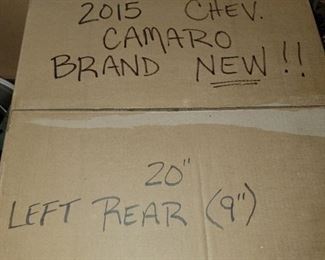 2015 CHEV.
CAMARO
BRAND NEW!!
20"
LEFT REAR (9")